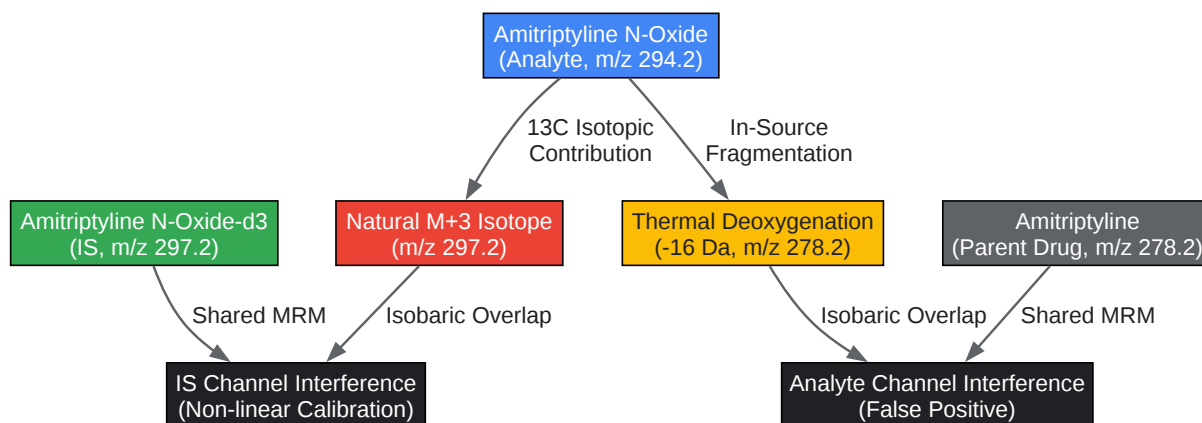 Amitriptyline N-Oxide
(Analyte, m/z 294.2)
13C Isotopic
Contribution
In-Source
Fragmentation
Amitriptyline N-Oxide-d3
(IS, m/z 297.2)
Natural M+3 Isotope
(m/z 297.2)
Thermal Deoxygenation
(-16 Da, m/z 278.2)
Amitriptyline
(Parent Drug, m/z 278.2)
Shared MRM
Isobaric Overlap
Isobaric Overlap
Shared MRM
IS Channel Interference
(Non-linear Calibration)
Analyte Channel Interference
(False Positive)